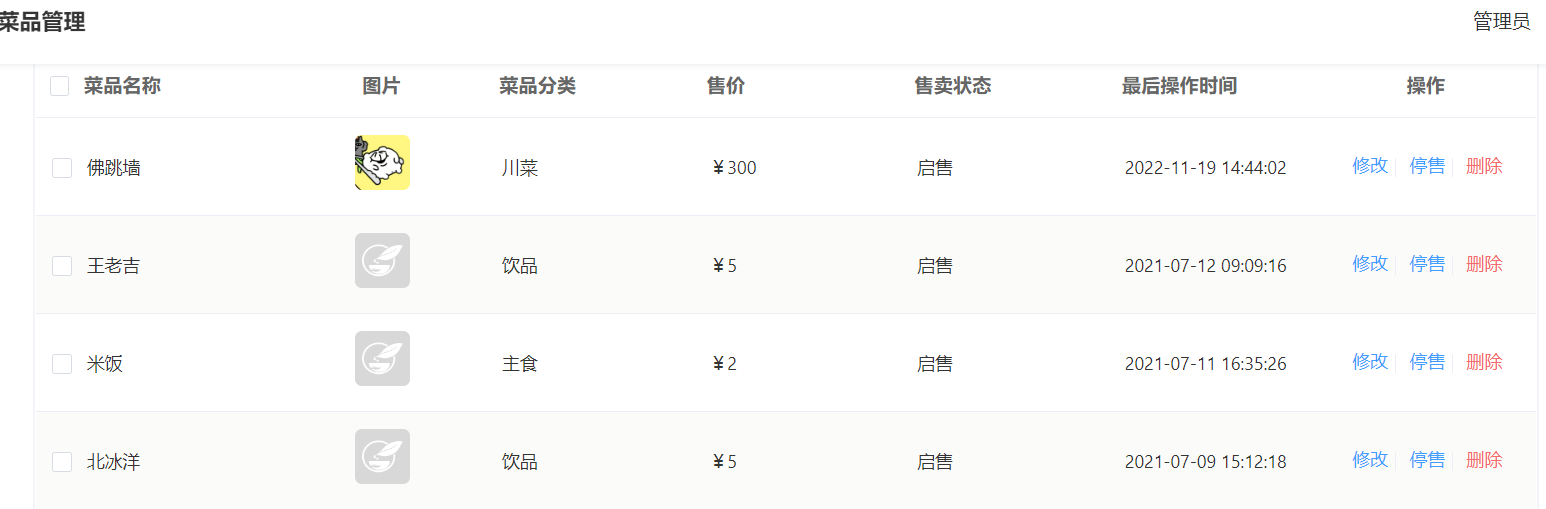 菜品管理 管理员
菜品名称 图片 菜品分类 售价 售卖状态 最后操作时间 操作
佛跳墙 川菜 ¥300 启售 2022-11-19 14:44:02 修改 停售 删除
王老吉 饮品 ¥5 启售 2021-07-12 09:09:16 修改 停售 删除
米饭 主食 ¥2 启售 2021-07-11 16:35:26 修改 停售 删除
北冰洋 饮品 ¥5 启售 2021-07-09 15:12:18 修改 停售 删除